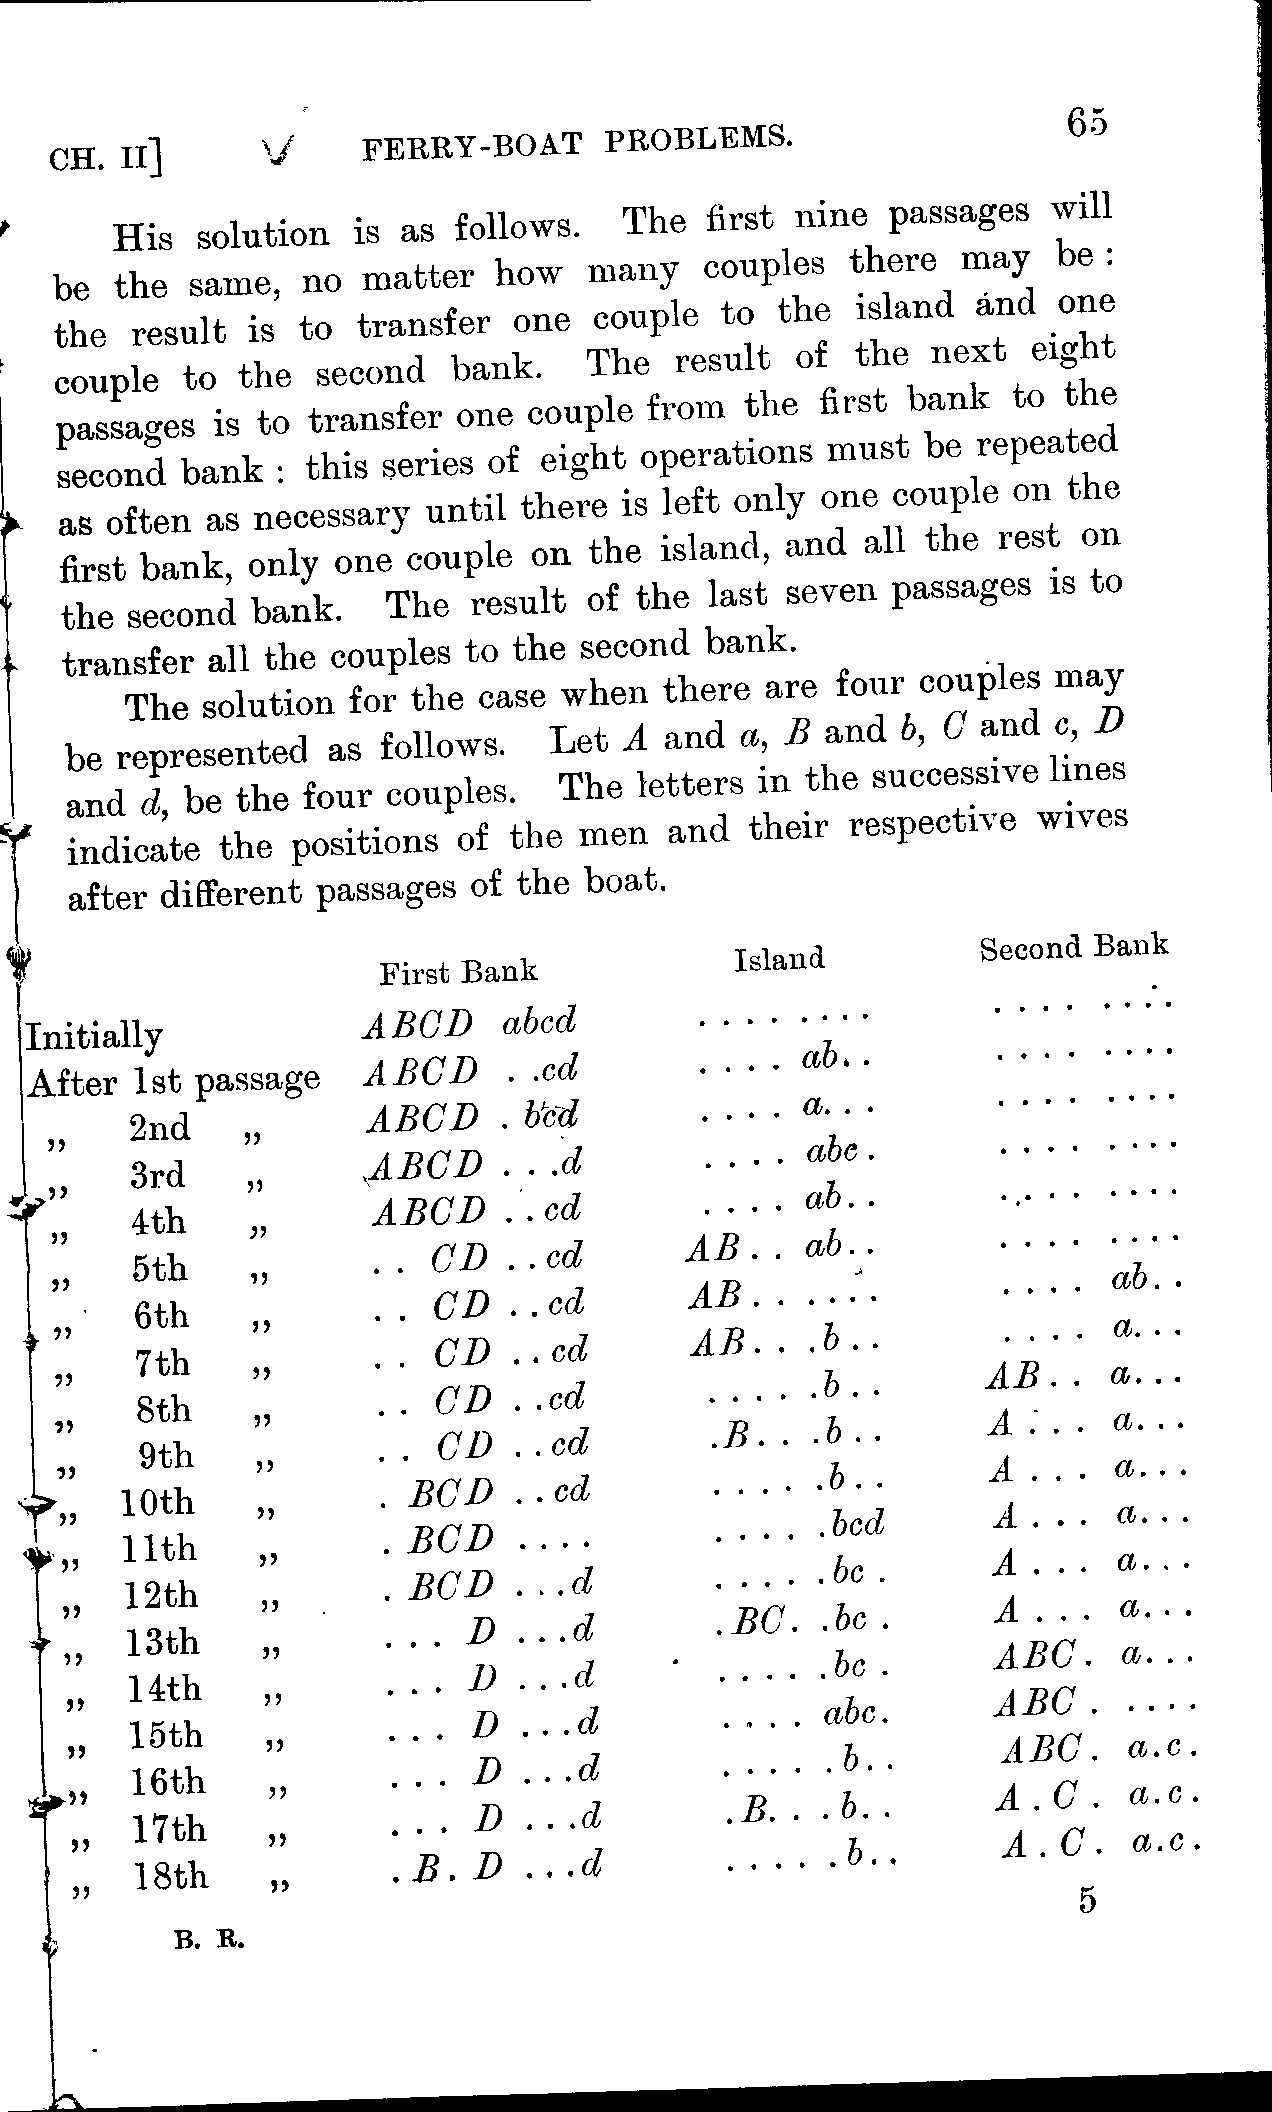 CH. II] FERRY-BOAT PROBLEMS. 65
His solution is as follows. The first nine passages will
be the same, no matter how many couples there may be :
the result is to transfer one couple to the island and one
couple to the second bank. The result of the next eight
passages is to transfer one couple from the first bank to the
second bank : this series of eight operations must be repeated
as often as necessary until there is left only one couple on the
first bank, only one couple on the island, and all the rest on
the second bank. The result of the last seven passages is to
transfer all the couples to the second bank.
The solution for the case when there are four couples may
be represented as follows. Let A and a, B and b, C and c, D
and d, be the four couples. The letters in the successive lines
indicate the positions of the men and their respective wives
after different passages of the boat.
First Bank Island Second Bank
Initially ABCD abcd . . . . . . . . . . . . . . . .
After 1st passage ABCD . .cd . . . . ab. . . . . . . . . .
„ 2nd „ ABCD . bcd . . . . a. . . . . . . . . . .
„ 3rd „ ABCD . . .d . . . . abc . . . . . . . . .
„ 4th „ ABCD . . cd . . . . ab. . . . . . . . . .
„ 5th „ . . CD . . cd AB . . ab. . . . . . . . . .
„ 6th „ . . CD . . cd AB . . . . . . . . . . ab. .
„ 7th „ . . CD . . cd AB. . .b . . . . . . a. . .
„ 8th „ . . CD . .cd . . . . .b . . AB. . a. . .
„ 9th „ . . CD . . cd .B. . .b . . A . . . a. . .
„ 10th „ . BCD . . cd . . . . .b . . A . . . a. . .
„ 11th „ . BCD . . . . . . . . .bcd A . . . a. . .
„ 12th „ . BCD . . .d . . . . .bc . A . . . a. . .
„ 13th „ . . . D . . .d .BC. .bc . A . . . a. . .
„ 14th „ . . . D . . .d . . . . .bc . ABC . a. . .
„ 15th „ . . . D . . .d . . . . abc. ABC . . . . .
„ 16th „ . . . D . . .d . . . . .b. . ABC . a.c .
„ 17th „ . . . D . . .d .B. . .b. . A . C . a.c .
„ 18th „ . B . D . . .d . . . . .b. . A . C . a.c .
5
B. R.